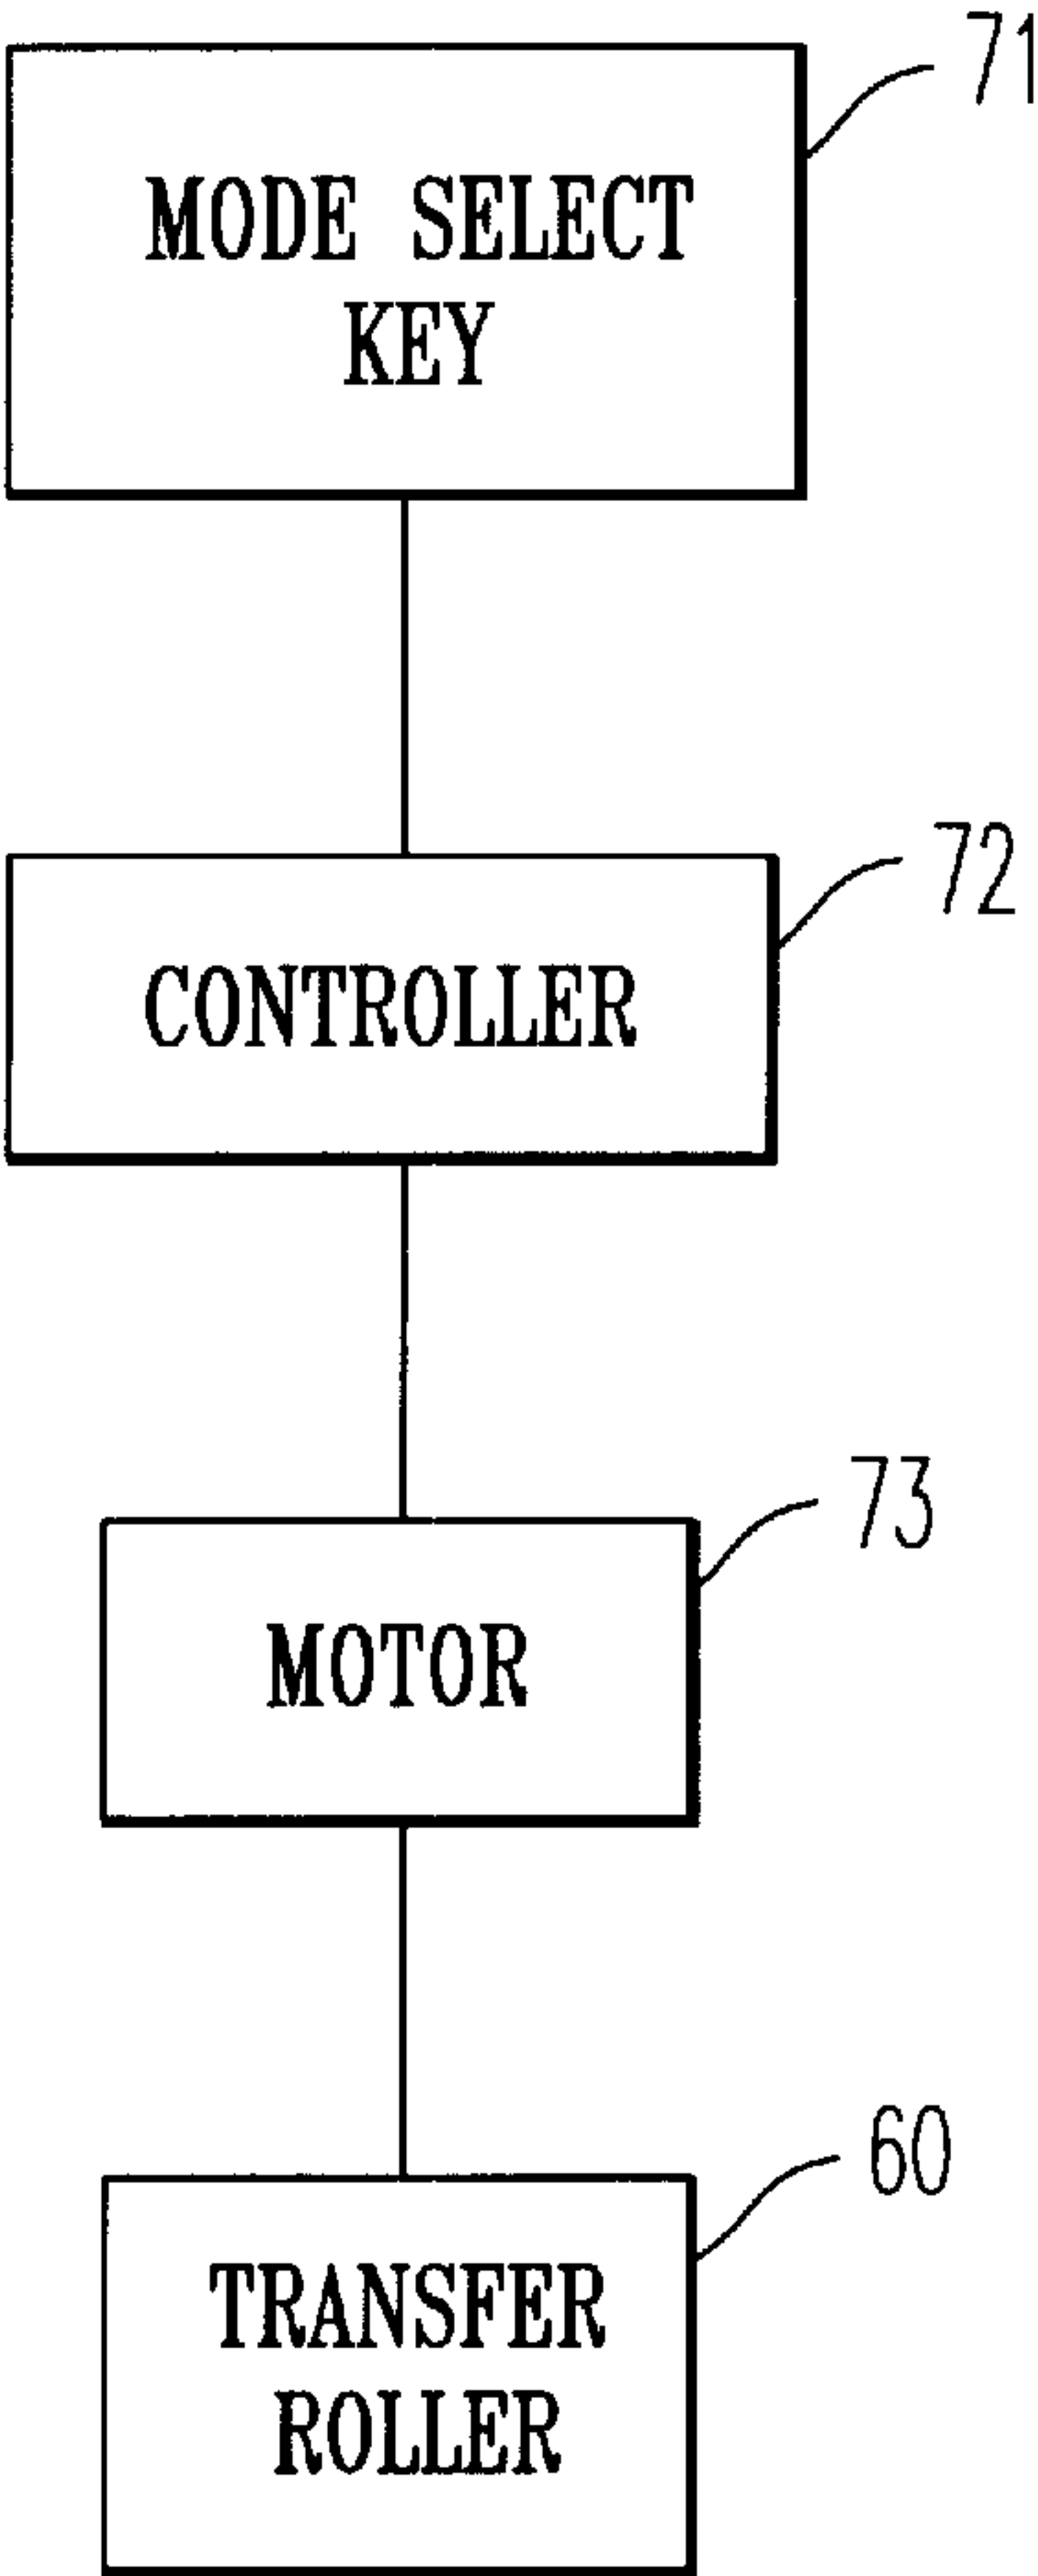 71
MODE SELECT
KEY
72
CONTROLLER
73
MOTOR
60
TRANSFER
ROLLER